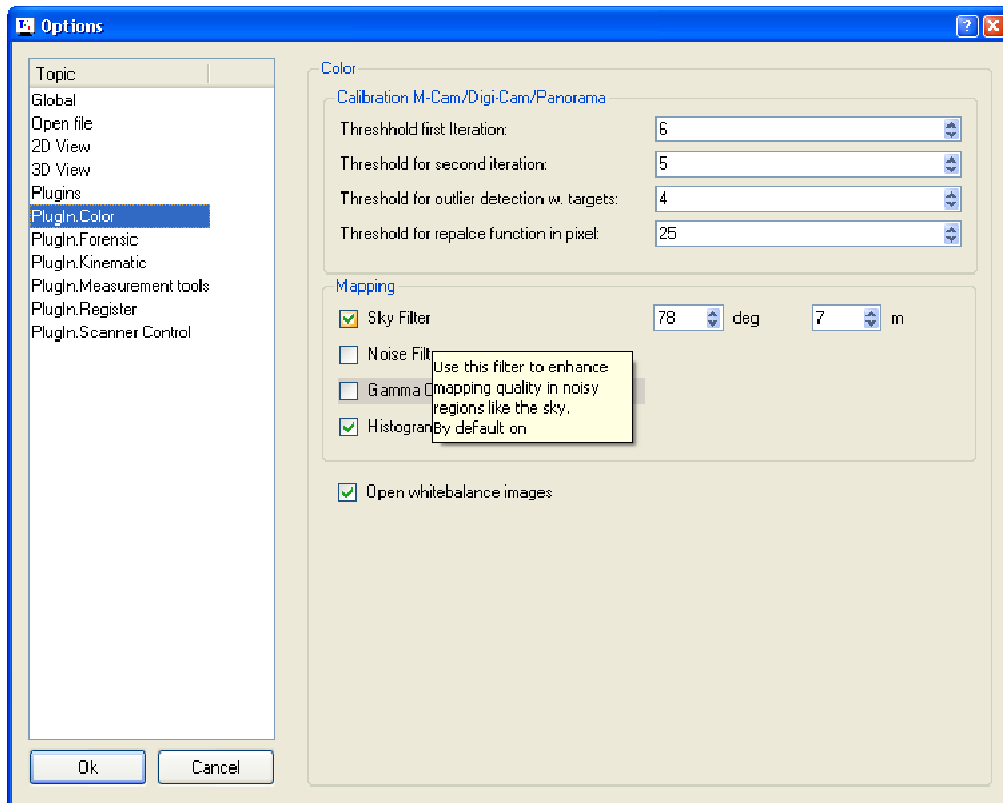 Options
Topic
Global
Open file
2D View
3D View
Plugins
PlugIn.Color
PlugIn.Forensic
PlugIn.Kinematic
PlugIn.Measurement tools
PlugIn.Register
PlugIn.Scanner Control
Ok
Cancel
Color
Calibration M-Cam/Digi-Cam/Panorama
Threshhold first Iteration:
6
Threshold for second iteration:
5
Threshold for outlier detection w. targets:
4
Threshold for repalce function in pixel:
25
Mapping
Sky Filter
78 deg
7 m
Noise
Gamma
Use this filter to enhance
mapping quality in noisy
regions like the sky.
By default on
Open whitebalance images